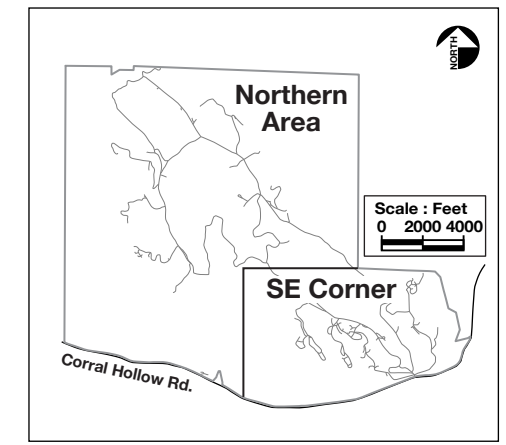 NORTH
Northern
Area
Scale : Feet
0 2000 4000
SE Corner
Corral Hollow Rd.